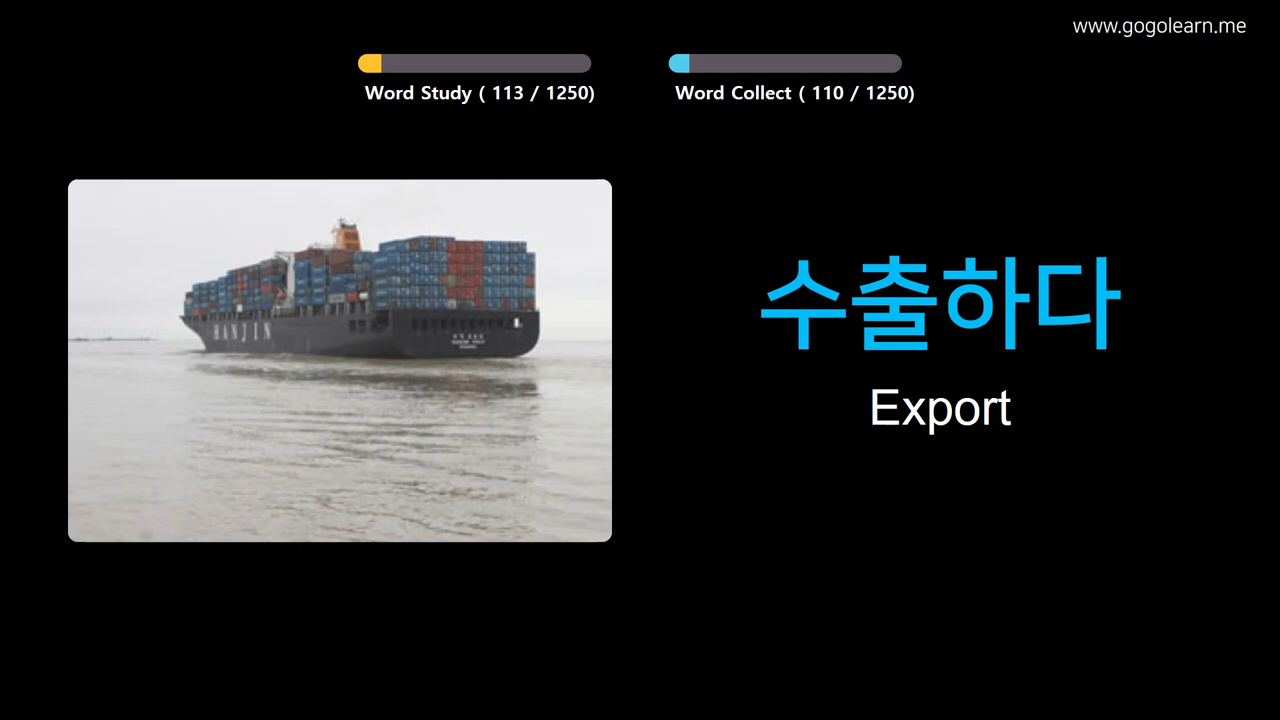 www.gogolearn.me
Word Study ( 113 / 1250)
Word Collect ( 110 / 1250)
HANJIN
수출하다
Export